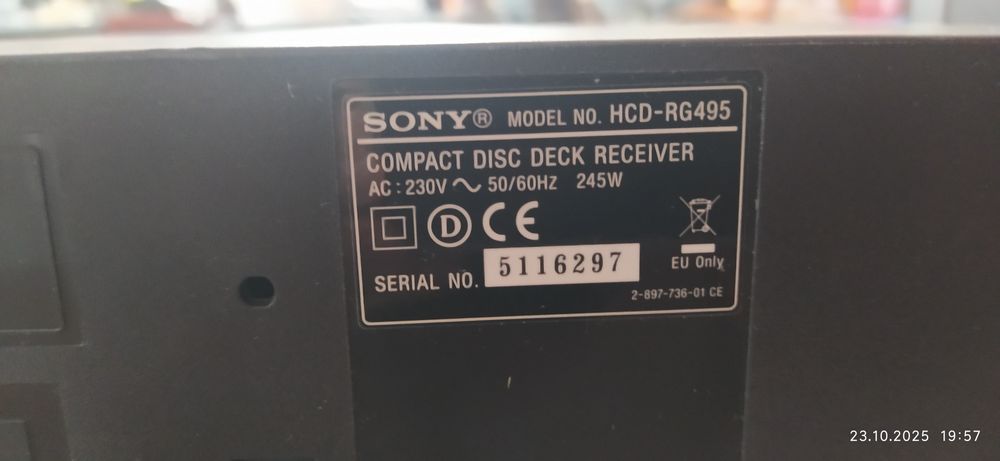 SONY® MODEL NO. HCD-RG495
COMPACT DISC DECK RECEIVER
AC : 230V ~ 50/60HZ 245W
D CE
EU Only
SERIAL NO. 5116297
2-897-736-01 CE
23.10.2025 19:57